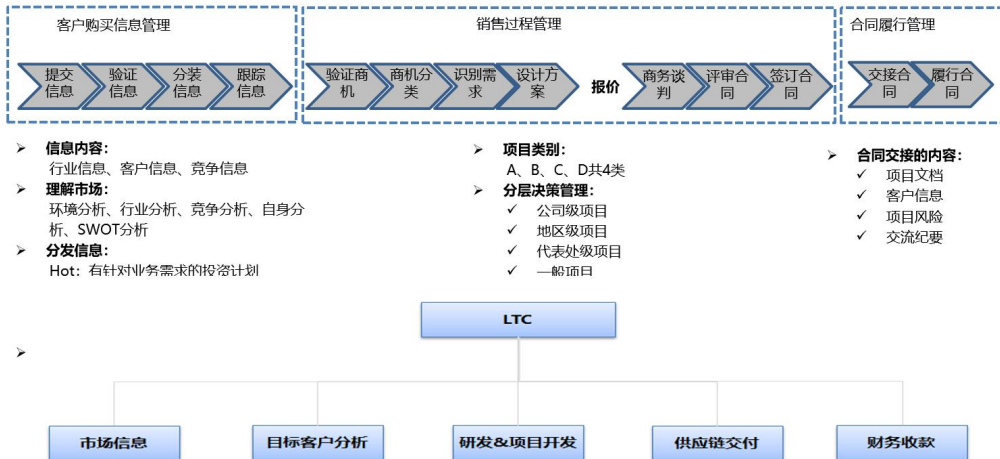 客户购买信息管理
提交
信息
验证
信息
分装
信息
跟踪
信息
销售过程管理
验证商
机
商机分
类
识别需
求
设计方
案
报价
商务谈
判
评审合
同
签订合
同
合同履行管理
交接合
同
履行合
同
信息内容：
行业信息、客户信息、竞争信息
理解市场：
环境分析、行业分析、竞争分析、自身分
析、SWOT分析
分发信息：
Hot：有针对业务需求的投资计划
项目类别：
A、B、C、D共4类
分层决策管理：
公司级项目
地区级项目
代表处级项目
一般项目
合同交接的内容：
项目文档
客户信息
项目风险
交流纪要
LTC
市场信息
目标客户分析
研发&项目开发
供应链交付
财务收款